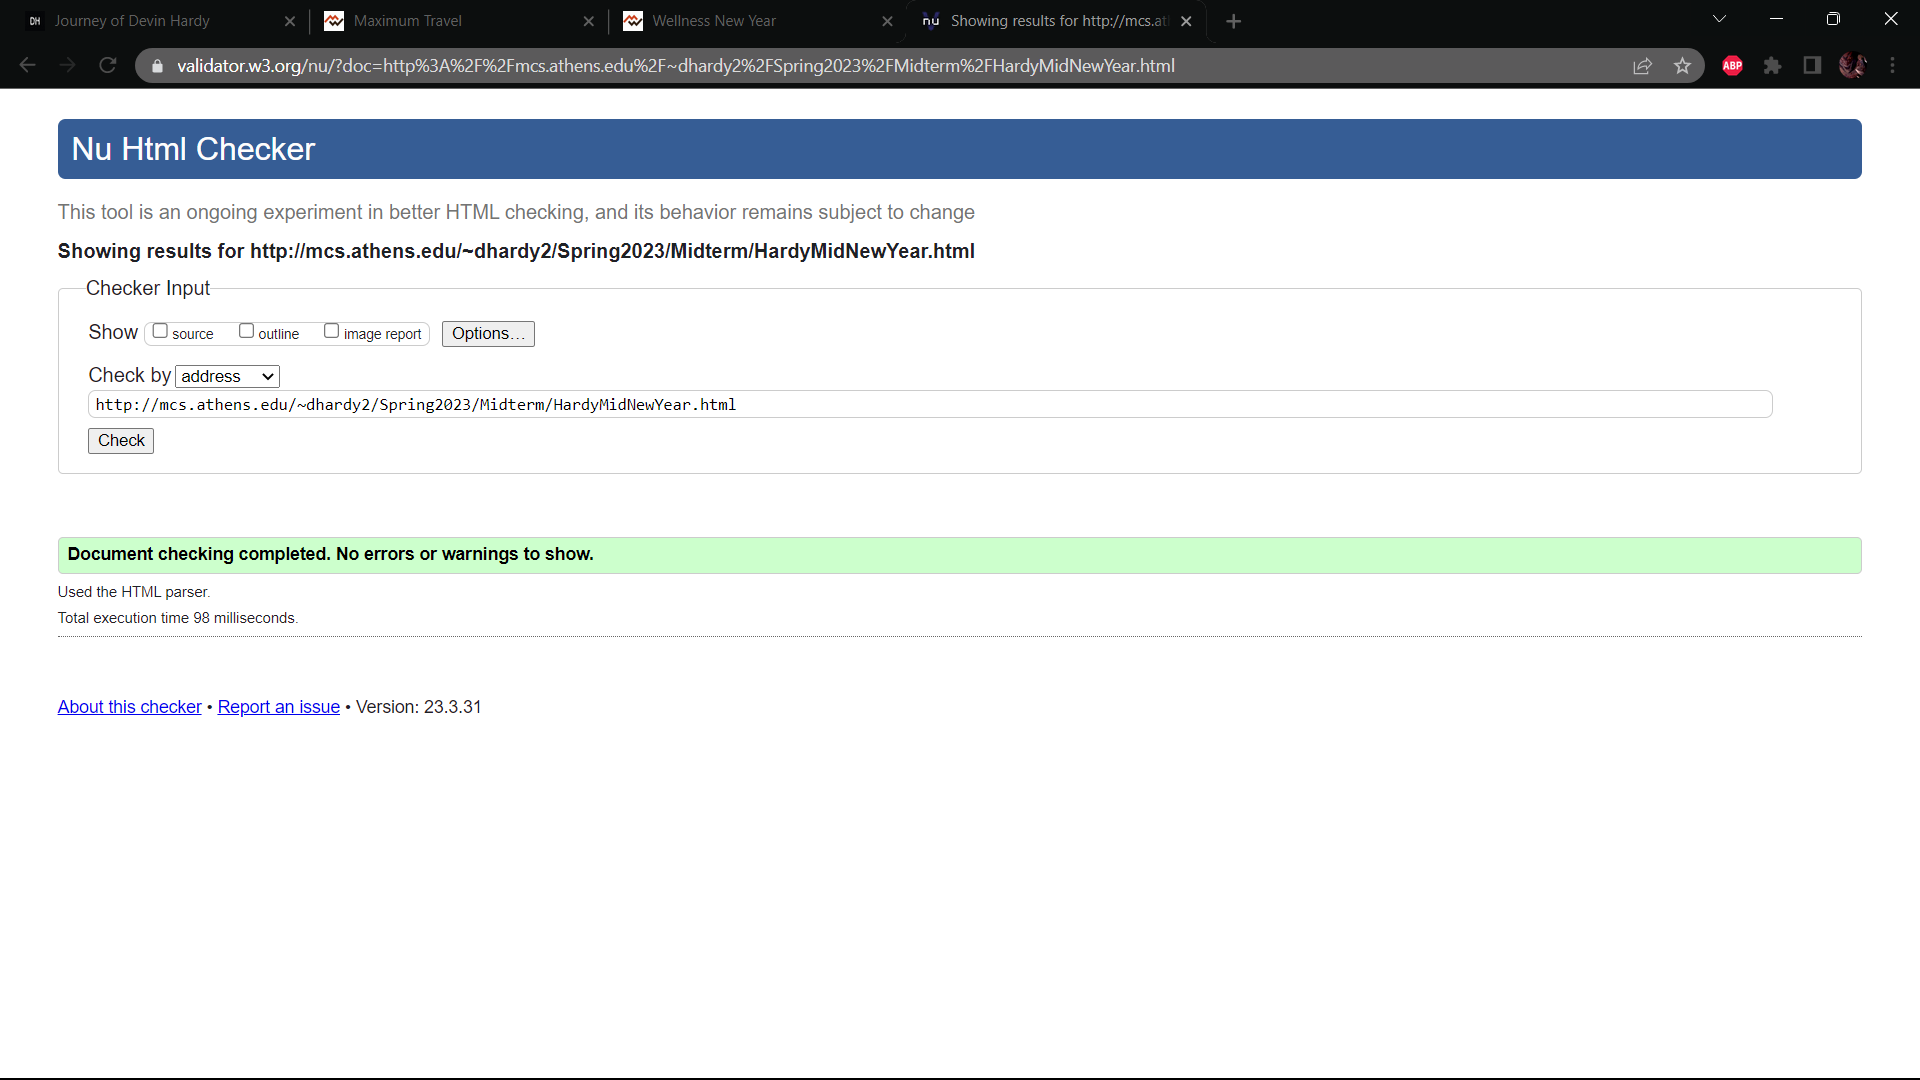 DH Journey of Devin Hardy
Maximum Travel
Wellness New Year
nu Showing results for http://mcs.at
validator.w3.org/nu/?doc=http%3A%2F%2Fmcs.athens.edu%2F~dhardy2%2FSpring2023%2FMidterm%2FHardyMidNewYear.html
ABP
Nu Html Checker
This tool is an ongoing experiment in better HTML checking, and its behavior remains subject to change
Showing results for http://mcs.athens.edu/~dhardy2/Spring2023/Midterm/HardyMidNewYear.html
Checker Input
Show source outline image report Options...
Check by address
http://mcs.athens.edu/~dhardy2/Spring2023/Midterm/HardyMidNewYear.html
Check
Document checking completed. No errors or warnings to show.
Used the HTML parser.
Total execution time 98 milliseconds.
About this checker • Report an issue • Version: 23.3.31